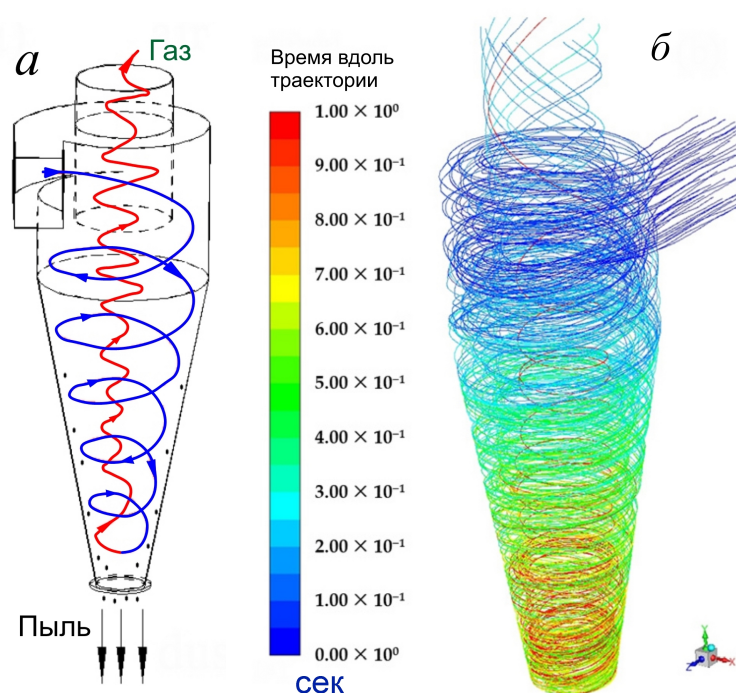 а
Газ
Время вдоль
траектории
б
1.00 × 10⁰
9.00 × 10⁻¹
8.00 × 10⁻¹
7.00 × 10⁻¹
6.00 × 10⁻¹
5.00 × 10⁻¹
4.00 × 10⁻¹
3.00 × 10⁻¹
2.00 × 10⁻¹
1.00 × 10⁻¹
0.00 × 10⁰
Пыль
сек
Y
Z
X